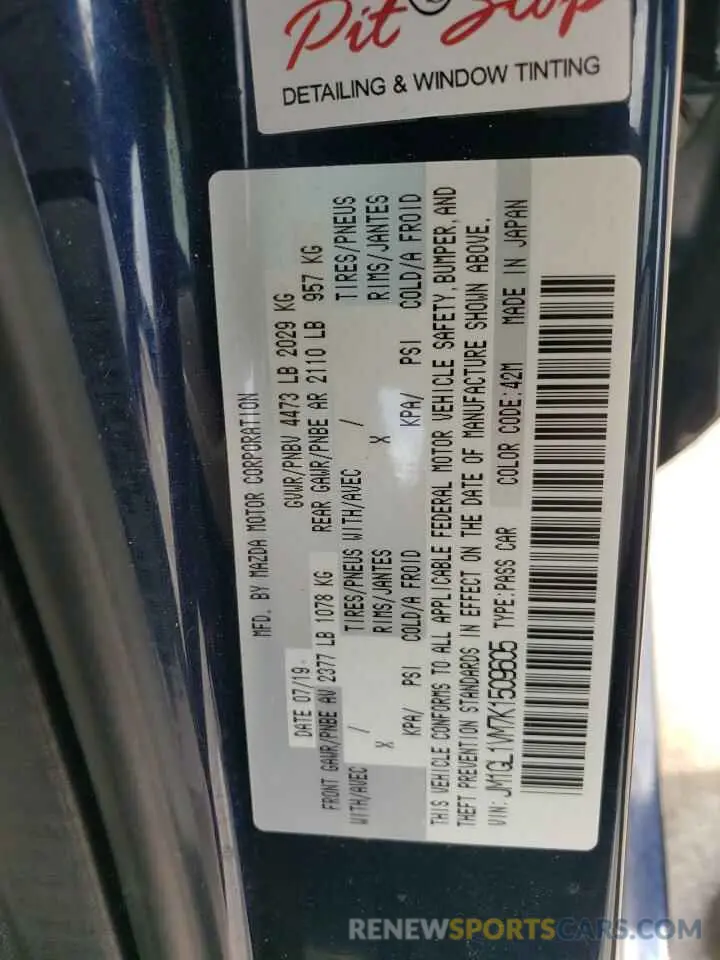 Pit Stop
DETAILING & WINDOW TINTING
MFD. BY MAZDA MOTOR CORPORATION
DATE 07/19 GVWR/PNBV 4473 LB 2029 KG
FRONT GAWR/PNBE AV 2377 LB 1078 KG REAR GAWR/PNBE AR 2110 LB 957 KG
WITH/AVEC / TIRES/PNEUS WITH/AVEC / TIRES/PNEUS
X RIMS/JANTES X RIMS/JANTES
KPA/ PSI COLD/A FROID KPA/ PSI COLD/A FROID
THIS VEHICLE CONFORMS TO ALL APPLICABLE FEDERAL MOTOR VEHICLE SAFETY, BUMPER, AND
THEFT PREVENTION STANDARDS IN EFFECT ON THE DATE OF MANUFACTURE SHOWN ABOVE.
VIN: JM1GL1VM7K1509605 TYPE: PASS CAR COLOR CODE: 42M MADE IN JAPAN
RENEWSPORTSCARS.COM